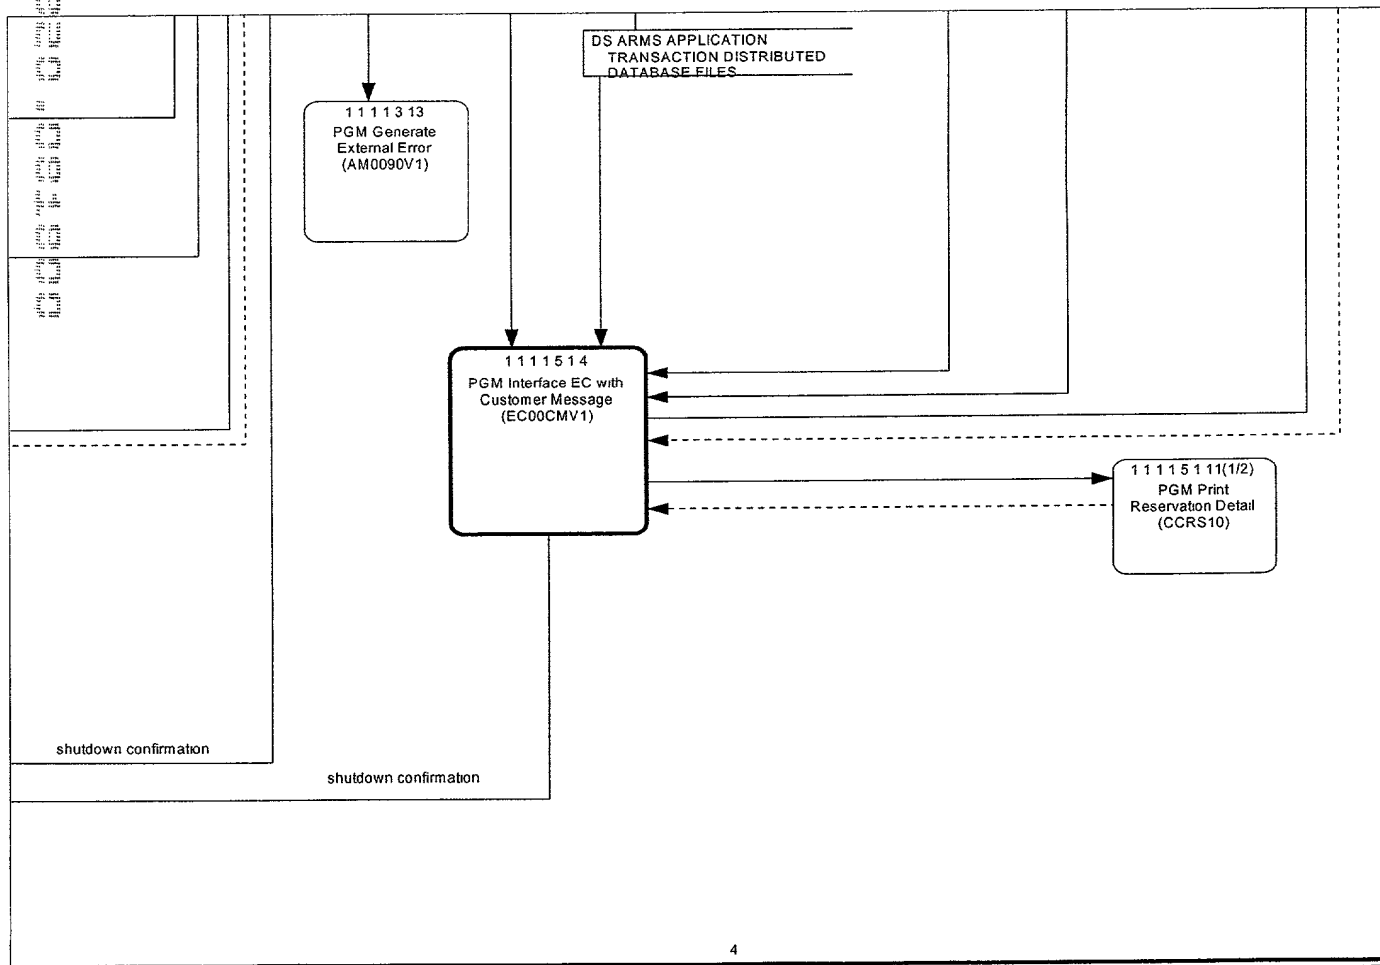 DS ARMS APPLICATION
TRANSACTION DISTRIBUTED
DATABASE FILES
1 1 1 1 3 13
PGM Generate
External Error
(AM0090V1)
1 1 1 1 5 1 4
PGM Interface EC with
Customer Message
(EC00CMV1)
1 1 1 1 5 1 11(1/2)
PGM Print
Reservation Detail
(CCRS10)
shutdown confirmation
shutdown confirmation
4